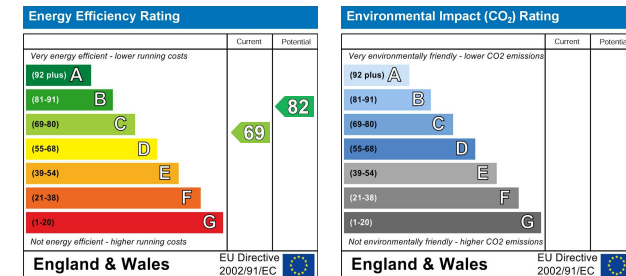 Energy Efficiency Rating
Current Potential
Very energy efficient - lower running costs
(92 plus) A
(81-91) B
(69-80) C
(55-68) D
(39-54) E
(21-38) F
(1-20) G
69
82
Not energy efficient - higher running costs
England & Wales
EU Directive
2002/91/EC
Environmental Impact (CO2) Rating
Current Potential
Very environmentally friendly - lower CO2 emissions
(92 plus) A
(81-91) B
(69-80) C
(55-68) D
(39-54) E
(21-38) F
(1-20) G
Not environmentally friendly - higher CO2 emissions
England & Wales
EU Directive
2002/91/EC